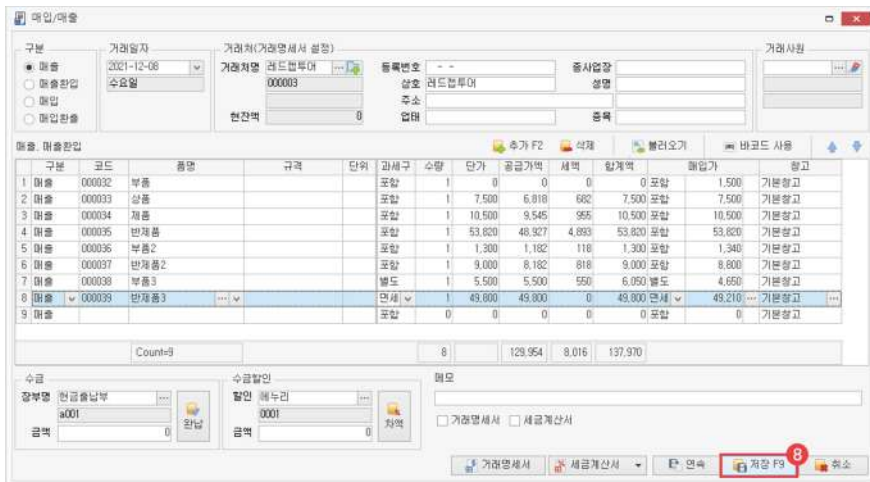 매입/매출
구분 거래일자 거래처(거래명세서 설정) 거래사원
매출 2021-12-08 거래처명 레드캡투어 등록번호 - - 종사업장
매출환입 수요일 000003 상호 레드캡투어 성명
매입 주소
매입환출 현잔액 0 업태 종목
매출, 매출환입 추가 F2 삭제 불러오기 바코드 사용
구분 코드 품명 규격 단위 과세구 수량 단가 공급가액 세액 합계액 매입가 창고
1 매출 000032 부품 포함 1 0 0 0 0 포함 1,500 기본창고
2 매출 000033 상품 포함 1 7,500 6,818 682 7,500 포함 7,500 기본창고
3 매출 000034 제품 포함 1 10,500 9,545 955 10,500 포함 10,500 기본창고
4 매출 000035 반제품 포함 1 53,820 48,927 4,893 53,820 포함 53,820 기본창고
5 매출 000036 부품2 포함 1 1,300 1,182 118 1,300 포함 1,340 기본창고
6 매출 000037 반제품2 포함 1 9,000 8,182 818 9,000 포함 8,800 기본창고
7 매출 000038 부품3 별도 1 5,500 5,500 550 6,050 별도 4,650 기본창고
8 매출 000039 반제품3 면세 1 49,800 49,800 0 49,800 면세 49,210 기본창고
9 매출 포함 0 0 0 0 0 포함 0 기본창고
Count=9 8 129,954 8,016 137,970
수금 수금할인 메모
장부명 현금출납부 할인 에누리
a001 완납 0001 차액 거래명세서 세금계산서
금액 0 금액 0
거래명세서 세금계산서 연속 저장 F9 8 취소